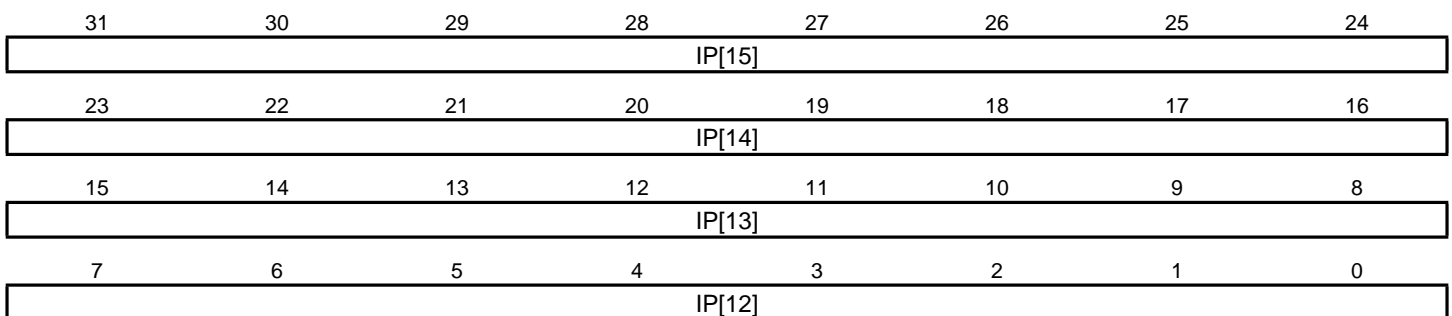 31 30 29 28 27 26 25 24
IP[15]
23 22 21 20 19 18 17 16
IP[14]
15 14 13 12 11 10 9 8
IP[13]
7 6 5 4 3 2 1 0
IP[12]